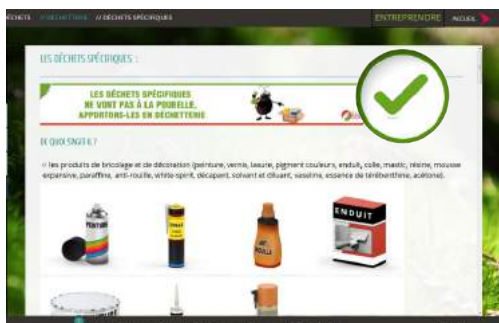 DÉCHETS // DÉCHETTERIE // DÉCHETS SPÉCIFIQUES
ENTREPRENDRE ACCUEIL
LES DÉCHETS SPÉCIFIQUES :
LES DÉCHETS SPÉCIFIQUES
NE VONT PAS À LA POUBELLE,
APPORTONS-LES EN DÉCHETTERIE
DE QUOI S'AGIT-IL ?
// les produits de bricolage et de décoration (peinture, vernis, lasure, pigment couleurs, enduit, colle, mastic, résine, mousse
expansive, paraffine, anti-rouille, white-spirit, décapant, solvant et diluant, vaseline, essence de térébenthine, acétone).
PEINTURE
ENDUIT
ANTI
ROUILLE